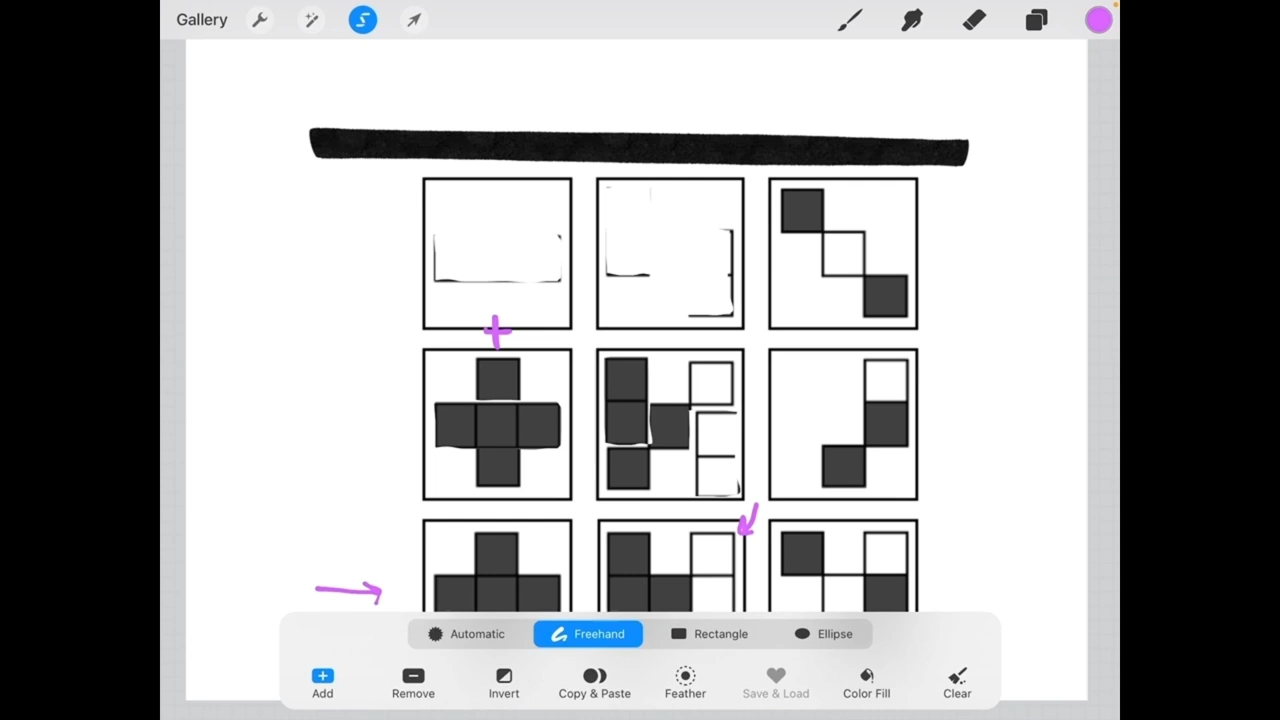 Gallery
Automatic Freehand Rectangle Ellipse
Add Remove Invert Copy & Paste Feather Save & Load Color Fill Clear